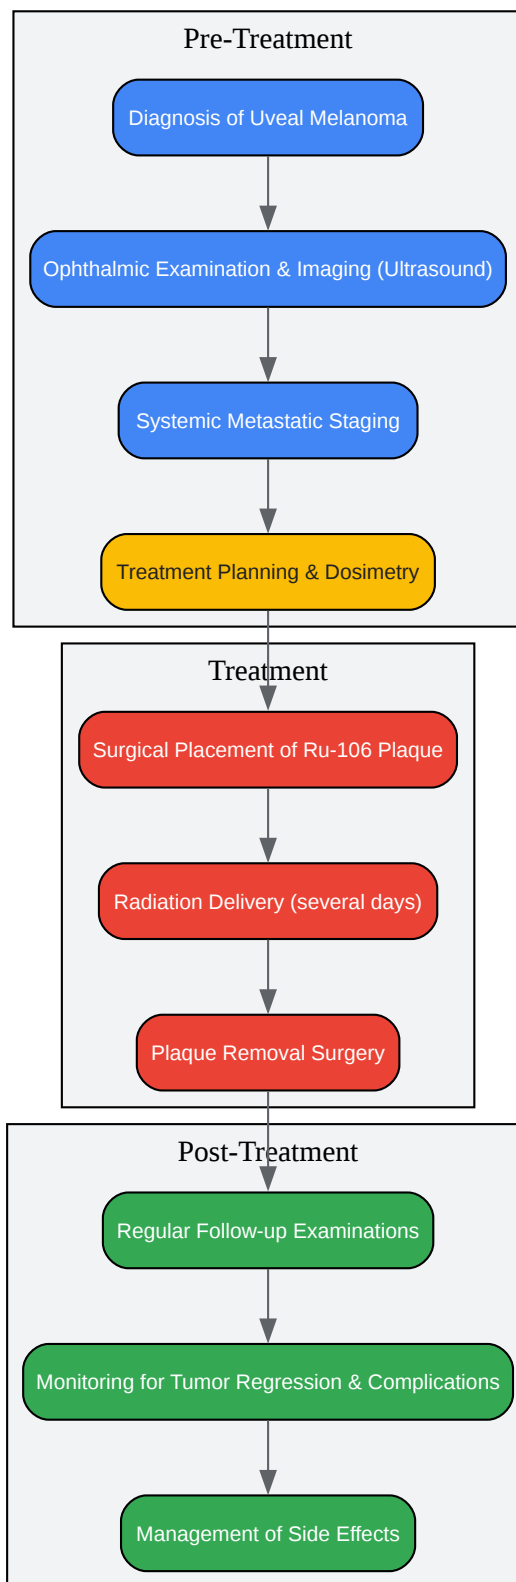 Pre-Treatment
Diagnosis of Uveal Melanoma
Ophthalmic Examination & Imaging (Ultrasound)
Systemic Metastatic Staging
Treatment Planning & Dosimetry
Treatment
Surgical Placement of Ru-106 Plaque
Radiation Delivery (several days)
Plaque Removal Surgery
Post-Treatment
Regular Follow-up Examinations
Monitoring for Tumor Regression & Complications
Management of Side Effects